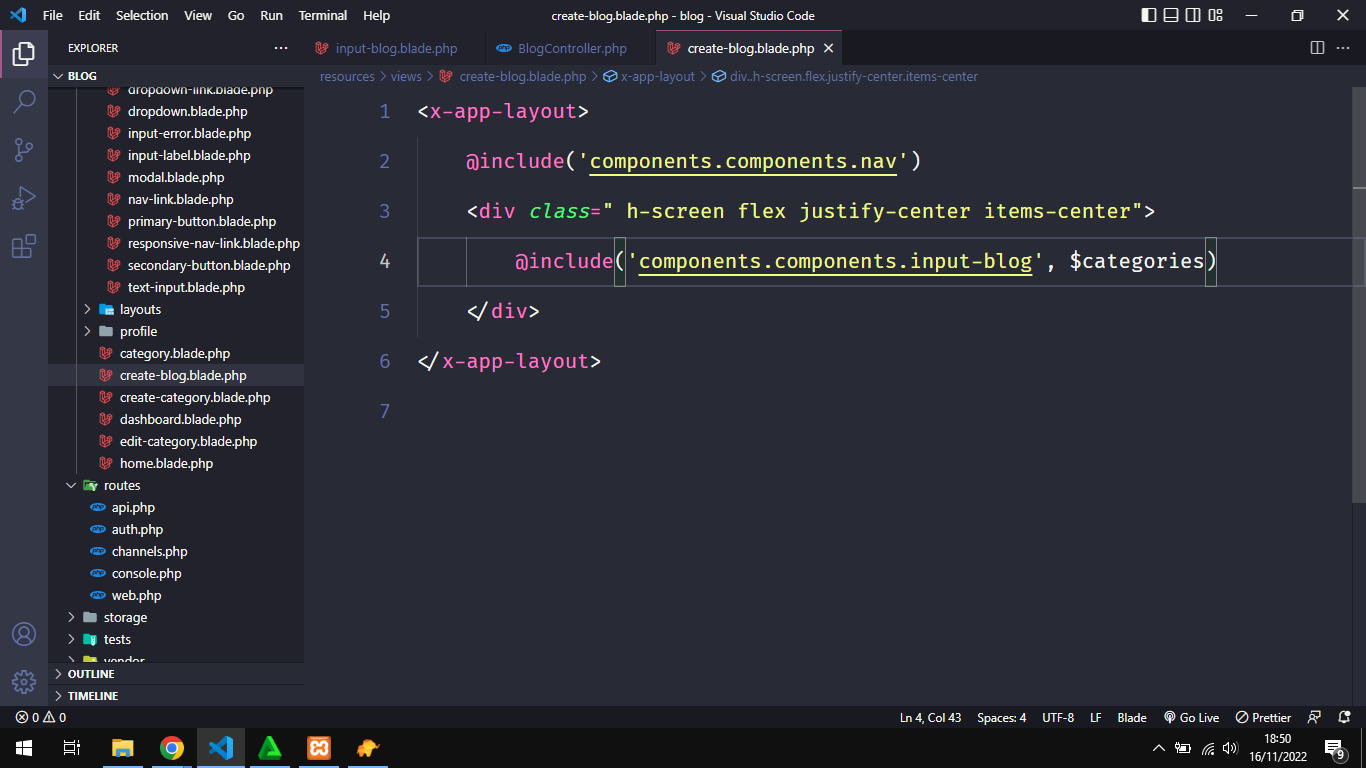 File Edit Selection View Go Run Terminal Help create-blog.blade.php - blog - Visual Studio Code
EXPLORER
input-blog.blade.php BlogController.php create-blog.blade.php
BLOG
resources views create-blog.blade.php x-app-layout div.h-screen.flex.justify-center.items-center
dropdown-link.blade.php
dropdown.blade.php
input-error.blade.php
input-label.blade.php
modal.blade.php
nav-link.blade.php
primary-button.blade.php
responsive-nav-link.blade.php
secondary-button.blade.php
text-input.blade.php
layouts
profile
category.blade.php
create-blog.blade.php
create-category.blade.php
dashboard.blade.php
edit-category.blade.php
home.blade.php
routes
api.php
auth.php
channels.php
console.php
web.php
storage
tests
vendor
OUTLINE
TIMELINE
1 <x-app-layout>
2 @include('components.components.nav')
3 <div class=" h-screen flex justify-center items-center">
4 @include('components.components.input-blog', $categories)
5 </div>
6 </x-app-layout>
7
0 0 Ln 4, Col 43 Spaces: 4 UTF-8 LF Blade Go Live Prettier
18:50
16/11/2022
9